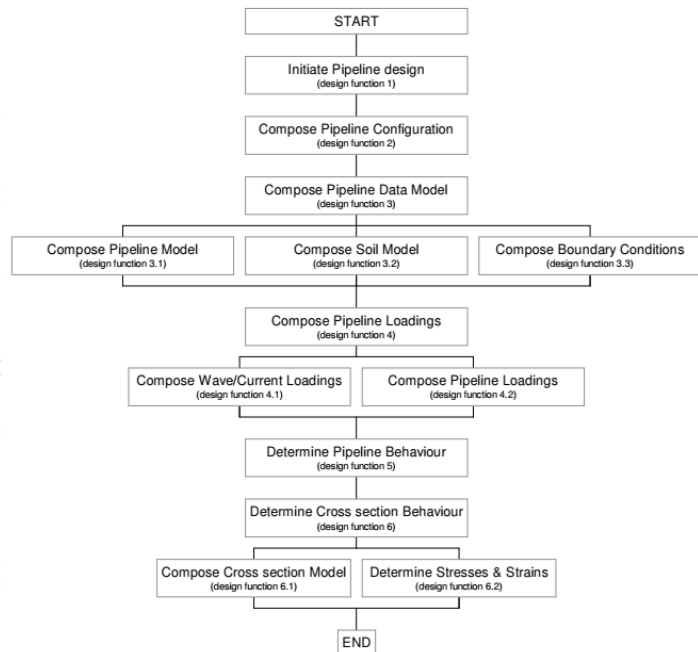 START
Initiate Pipeline design
(design function 1)
Compose Pipeline Configuration
(design function 2)
Compose Pipeline Data Model
(design function 3)
Compose Pipeline Model
(design function 3.1)
Compose Soil Model
(design function 3.2)
Compose Boundary Conditions
(design function 3.3)
Compose Pipeline Loadings
(design function 4)
Compose Wave/Current Loadings
(design function 4.1)
Compose Pipeline Loadings
(design function 4.2)
Determine Pipeline Behaviour
(design function 5)
Determine Cross section Behaviour
(design function 6)
Compose Cross section Model
(design function 6.1)
Determine Stresses & Strains
(design function 6.2)
END